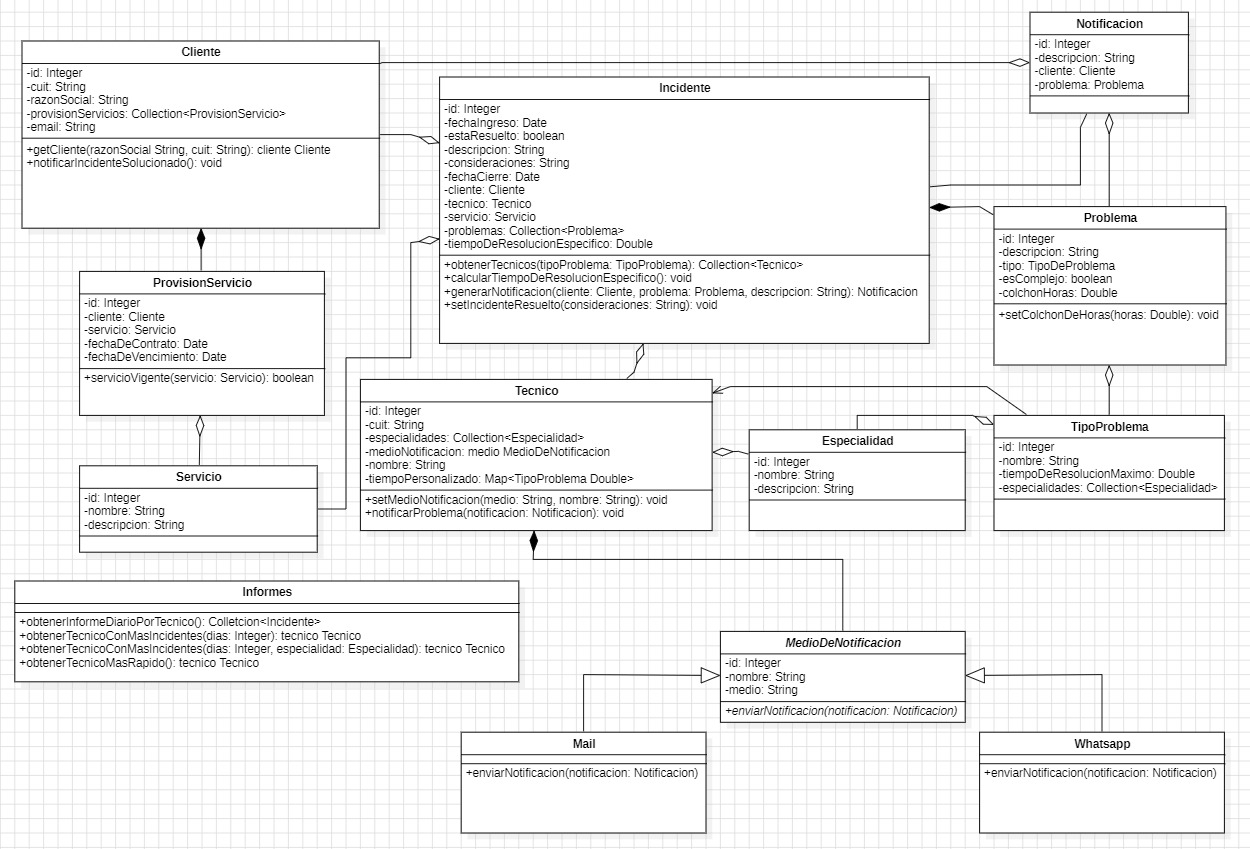 Cliente
-id: Integer
-cuit: String
-razonSocial: String
-provisionServicios: Collection<ProvisionServicio>
-email: String
+getCliente(razonSocial String, cuit: String): cliente Cliente
+notificarIncidenteSolucionado(): void
Incidente
-id: Integer
-fechaIngreso: Date
-estaResuelto: boolean
-descripcion: String
-consideraciones: String
-fechaCierre: Date
-cliente: Cliente
-tecnico: Tecnico
-servicio: Servicio
-problemas: Collection<Problema>
-tiempoDeResolucionEspecifico: Double
+obtenerTecnicos(tipoProblema: TipoProblema): Collection<Tecnico>
+calcularTiempoDeResolucionEspecifico(): void
+generarNotificacion(cliente: Cliente, problema: Problema, descripcion: String): Notificacion
+setIncidenteResuelto(consideraciones: String): void
Notificacion
-id: Integer
-descripcion: String
-cliente: Cliente
-problema: Problema
Problema
-id: Integer
-descripcion: String
-tipo: TipoDeProblema
-esComplejo: boolean
-colchonHoras: Double
+setColchonDeHoras(horas: Double): void
ProvisionServicio
-id: Integer
-cliente: Cliente
-servicio: Servicio
-fechaDeContrato: Date
-fechaDeVencimiento: Date
+servicioVigente(servicio: Servicio): boolean
Tecnico
-id: Integer
-cuit: String
-especialidades: Collection<Especialidad>
-medioNotificacion: medio MedioDeNotificacion
-nombre: String
-tiempoPersonalizado: Map<TipoProblema Double>
+setMedioNotificacion(medio: String, nombre: String): void
+notificarProblema(notificacion: Notificacion): void
Especialidad
-id: Integer
-nombre: String
-descripcion: String
TipoProblema
-id: Integer
-nombre: String
-tiempoDeResolucionMaximo: Double
-especialidades: Collection<Especialidad>
Servicio
-id: Integer
-nombre: String
-descripcion: String
Informes
+obtenerInformeDiarioPorTecnico(): Colletcion<Incidente>
+obtenerTecnicoConMasIncidentes(dias: Integer): tecnico Tecnico
+obtenerTecnicoConMasIncidentes(dias: Integer, especialidad: Especialidad): tecnico Tecnico
+obtenerTecnicoMasRapido(): tecnico Tecnico
MedioDeNotificacion
-id: Integer
-nombre: String
-medio: String
+enviarNotificacion(notificacion: Notificacion)
Mail
+enviarNotificacion(notificacion: Notificacion)
Whatsapp
+enviarNotificacion(notificacion: Notificacion)